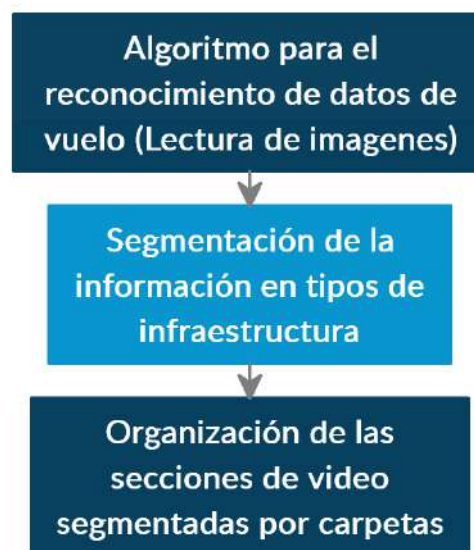 Algoritmo para el
reconocimiento de datos de
vuelo (Lectura de imagenes)
Segmentación de la
información en tipos de
infraestructura
Organización de las
secciones de video
segmentadas por carpetas